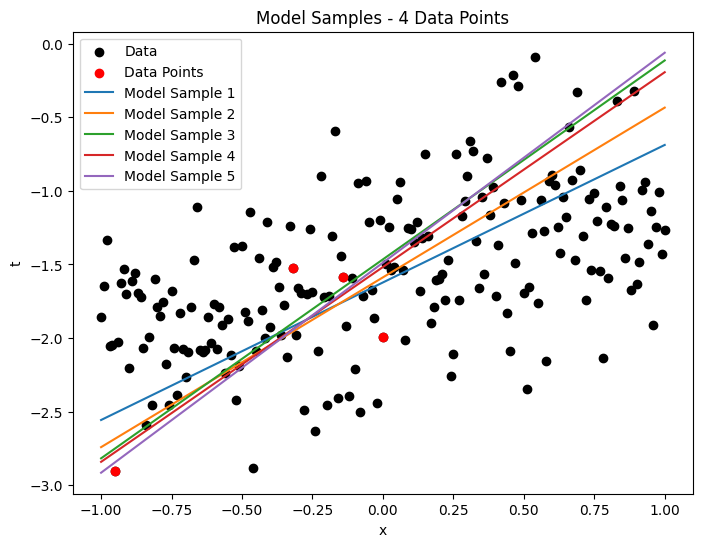 Model Samples - 4 Data Points
Data
Data Points
Model Sample 1
Model Sample 2
Model Sample 3
Model Sample 4
Model Sample 5
0.0
−0.5
−1.0
−1.5
−2.0
−2.5
−3.0
t
−1.00 −0.75 −0.50 −0.25 0.00 0.25 0.50 0.75 1.00
x